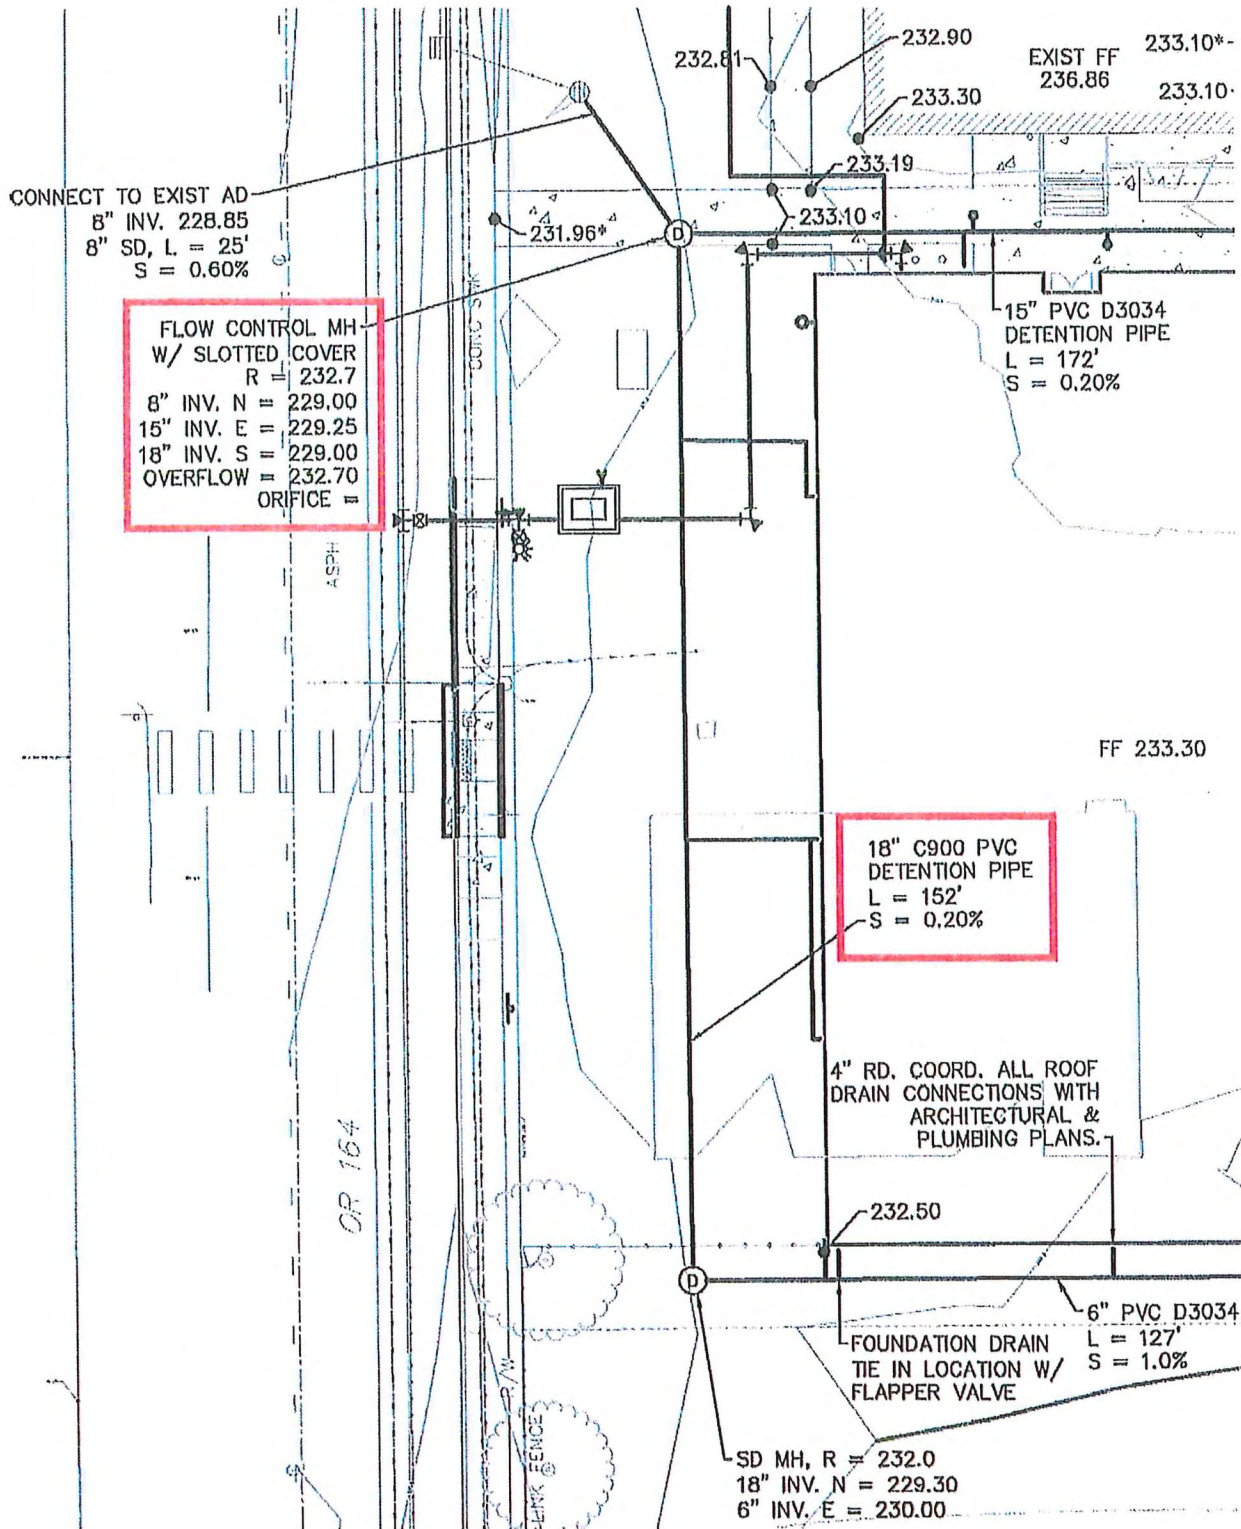 232.81
232.90
EXIST FF
236.86
233.10*
233.10
233.30
233.19
233.10
CONNECT TO EXIST AD
8" INV. 228.85
8" SD, L = 25'
S = 0.60%
231.96*
D
FLOW CONTROL MH
W/ SLOTTED COVER
R = 232.7
8" INV. N = 229.00
15" INV. E = 229.25
18" INV. S = 229.00
OVERFLOW = 232.70
ORIFICE =
15" PVC D3034
DETENTION PIPE
L = 172'
S = 0.20%
ASPH
FF 233.30
18" C900 PVC
DETENTION PIPE
L = 152'
S = 0.20%
4" RD. COORD. ALL ROOF
DRAIN CONNECTIONS WITH
ARCHITECTURAL &
PLUMBING PLANS.
OR 164
232.50
D
6" PVC D3034
L = 127'
S = 1.0%
FOUNDATION DRAIN
TIE IN LOCATION W/
FLAPPER VALVE
R/W
LINK FENCE
SD MH, R = 232.0
18" INV. N = 229.30
6" INV. E = 230.00